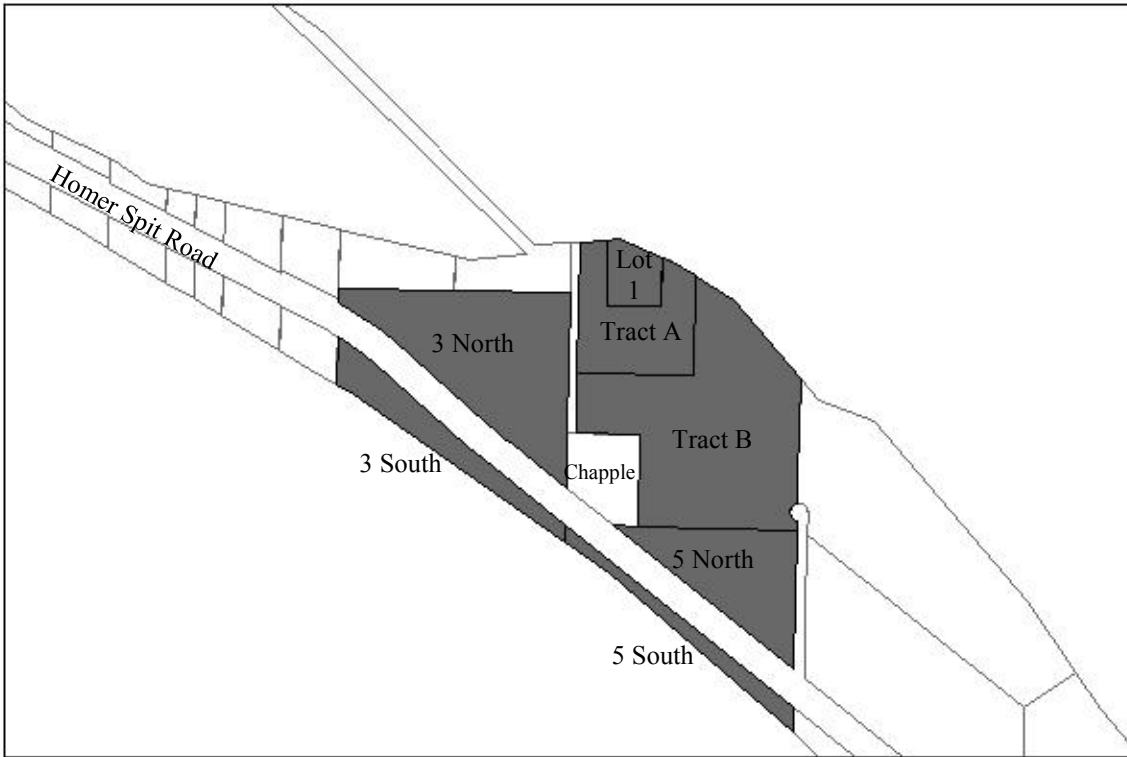 Homer Spit Road
Lot
1
Tract A
3 North
Tract B
3 South
Chapple
5 North
5 South